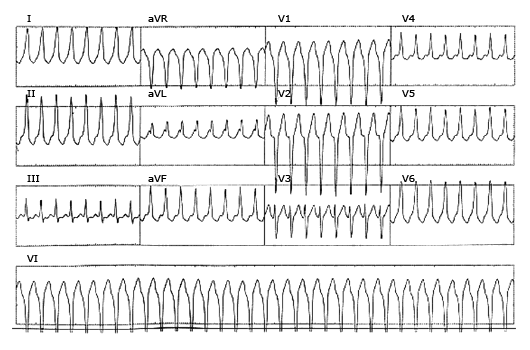 I aVR V1 V4
II aVL V2 V5
III aVF V3 V6
VI